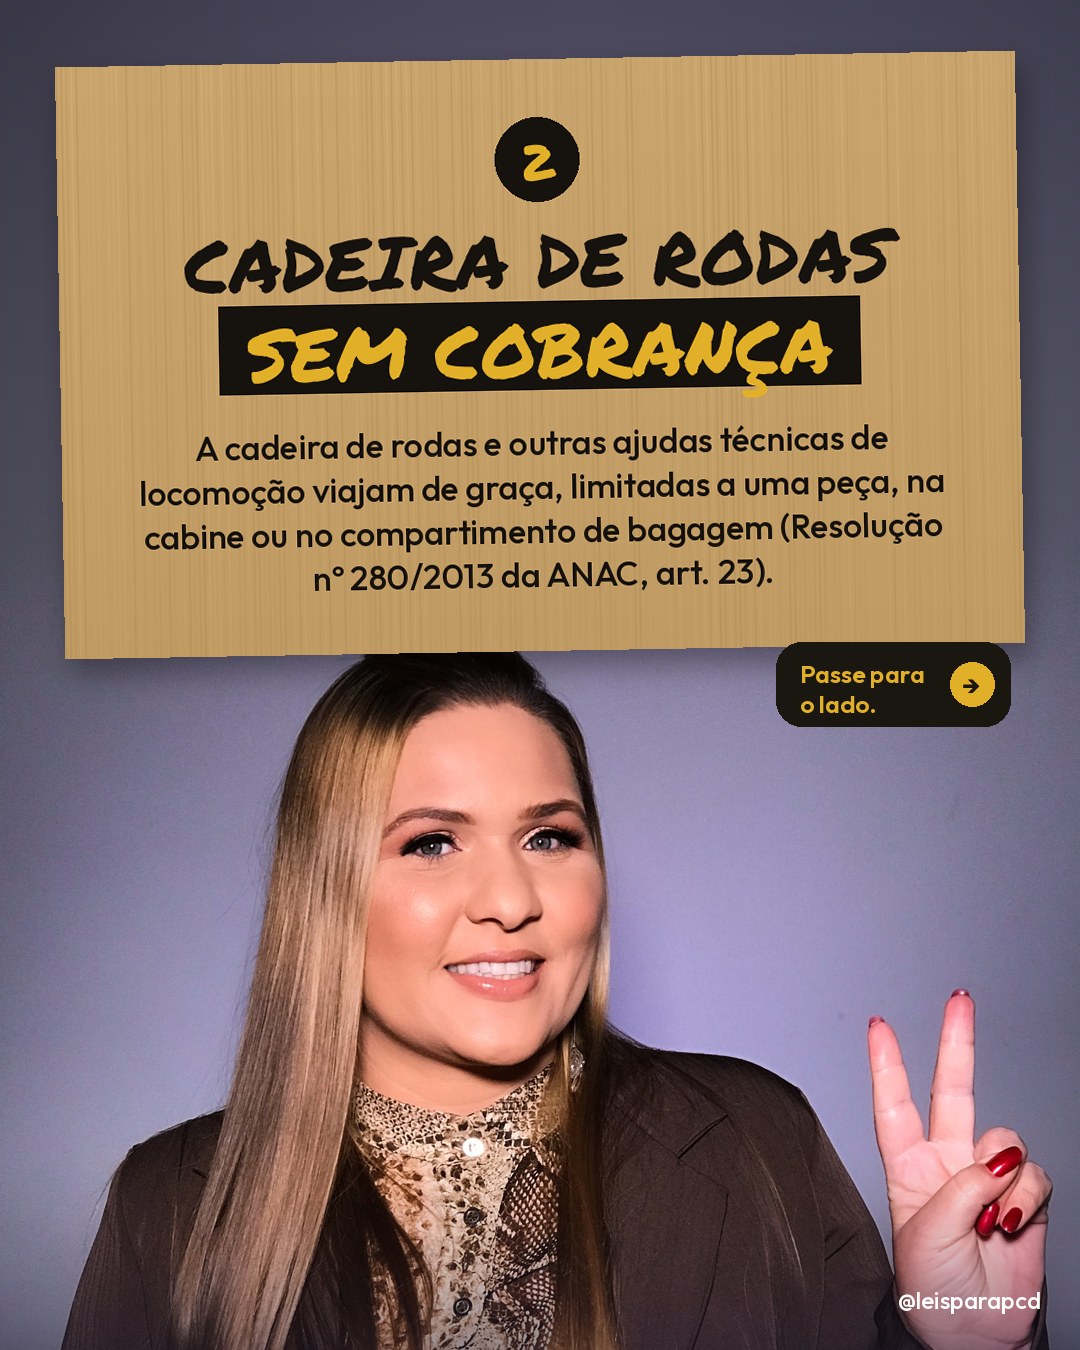 2
CADEIRA DE RODAS
SEM COBRANÇA
A cadeira de rodas e outras ajudas técnicas de
locomoção viajam de graça, limitadas a uma peça, na
cabine ou no compartimento de bagagem (Resolução
nº 280/2013 da ANAC, art. 23).
Passe para
o lado.
@leisparapcd